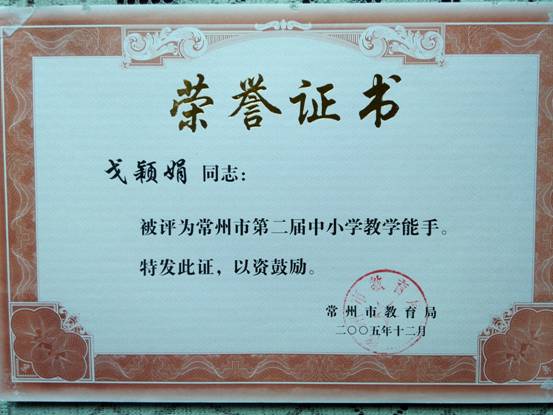 荣誉证书
戈颖娟 同志：
被评为常州市第二届中小学教学能手。
特发此证，以资鼓励。
常州市教育局
二〇〇五年十二月